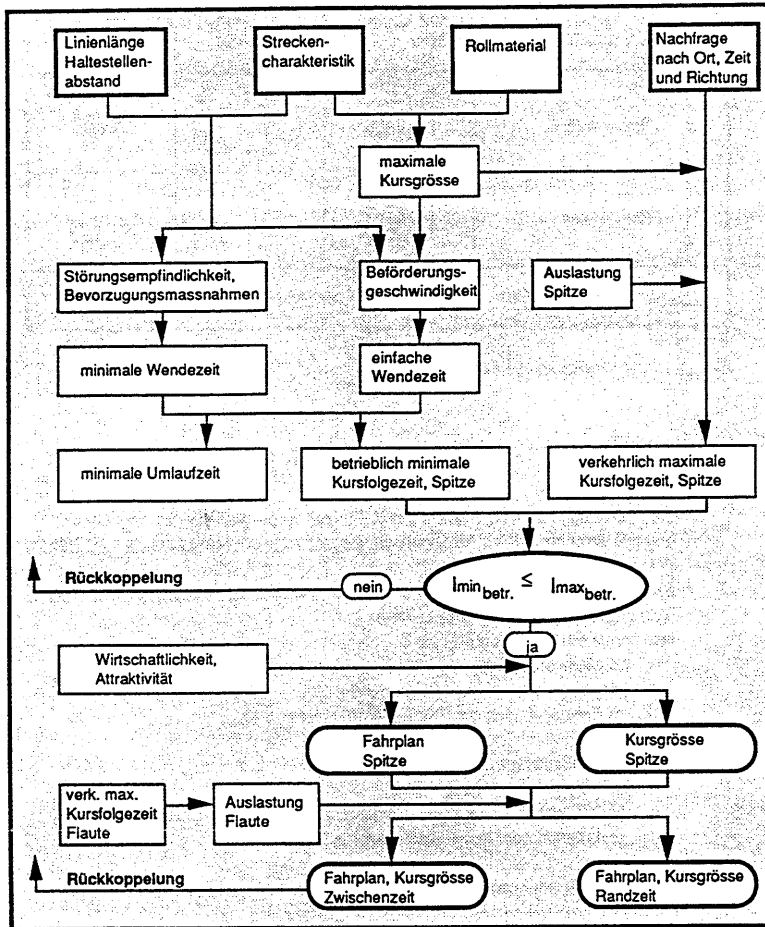 Linienlänge
Haltestellen-
abstand
Strecken-
charakteristik
Rollmaterial
Nachfrage
nach Ort, Zeit
und Richtung
maximale
Kursgrösse
Störungsempfindlichkeit,
Bevorzugungsmassnahmen
Beförderungs-
geschwindigkeit
Auslastung
Spitze
minimale Wendezeit
einfache
Wendezeit
minimale Umlaufzeit
betrieblich minimale
Kursfolgezeit, Spitze
verkehrlich maximale
Kursfolgezeit, Spitze
Rückkoppelung
nein
Imin betr. ≤ Imax betr.
ja
Wirtschaftlichkeit,
Attraktivität
Fahrplan
Spitze
Kursgrösse
Spitze
verk. max.
Kursfolgezeit
Flaute
Auslastung
Flaute
Rückkoppelung
Fahrplan, Kursgrösse
Zwischenzeit
Fahrplan, Kursgrösse
Randzeit